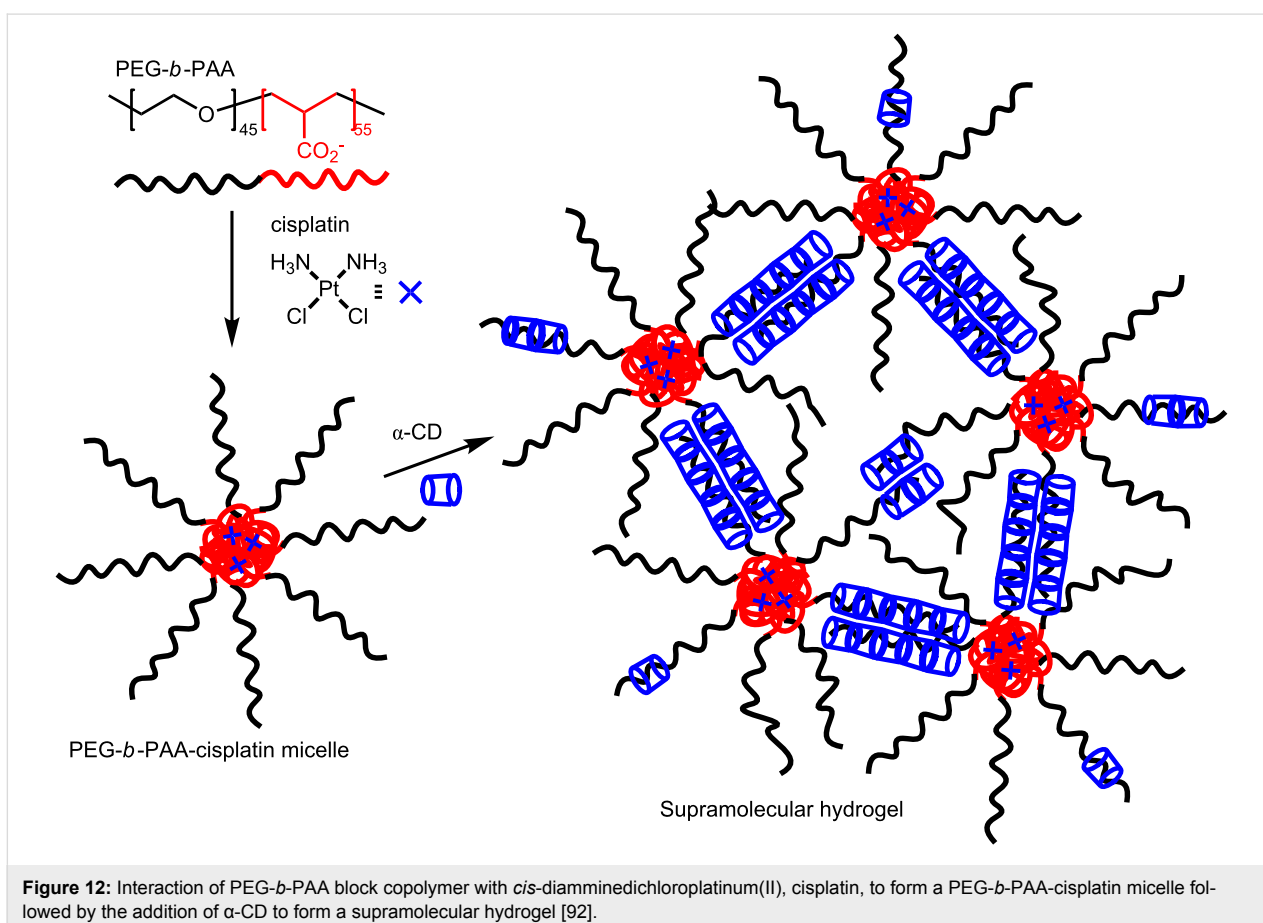 PEG-b-PAA
O
45
55
CO2-
cisplatin
H3N NH3
Pt
Cl Cl
α-CD
PEG-b-PAA-cisplatin micelle
Supramolecular hydrogel
Figure 12: Interaction of PEG-b-PAA block copolymer with cis-diamminedichloroplatinum(II), cisplatin, to form a PEG-b-PAA-cisplatin micelle fol-
lowed by the addition of α-CD to form a supramolecular hydrogel [92].